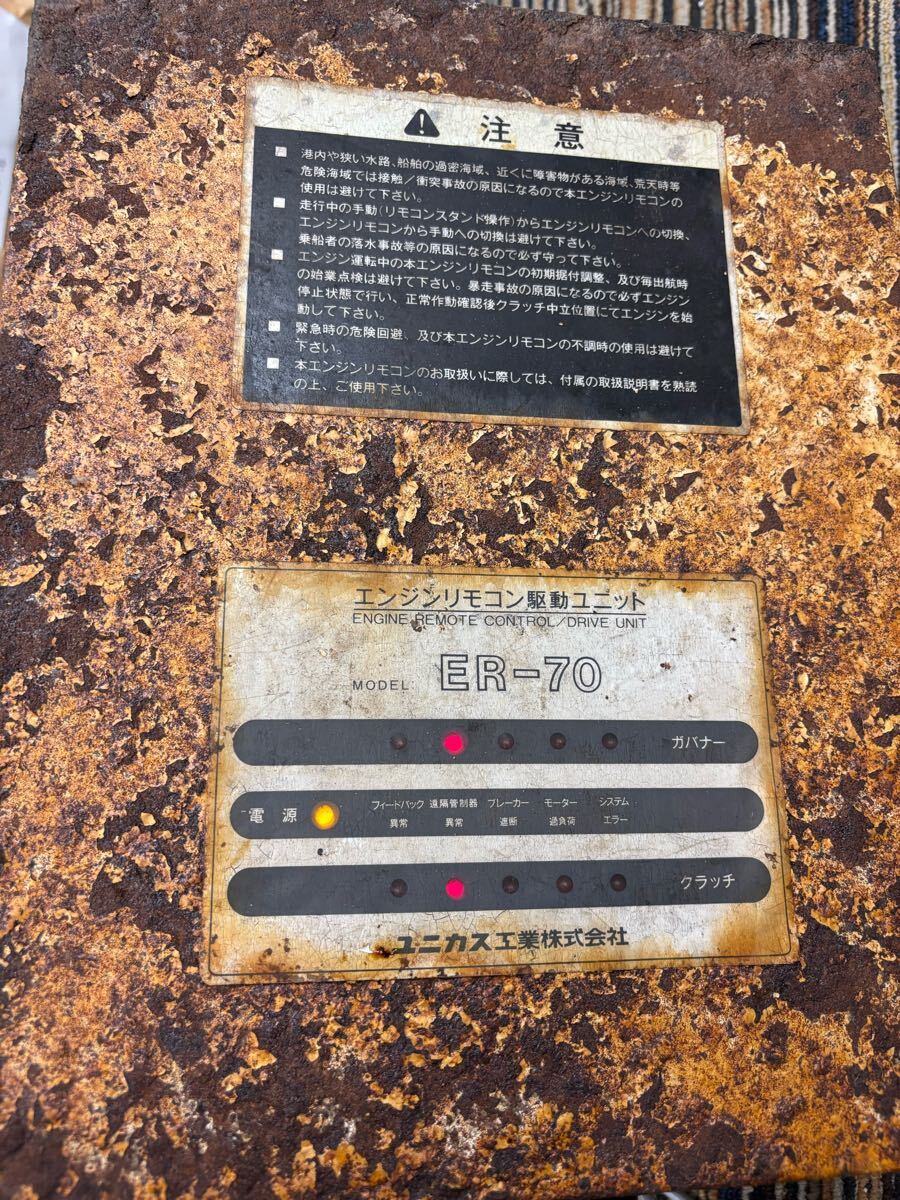 注意
港内や狭い水路、船舶の過密海域、近くに障害物がある海域、荒天時等
危険海域では接触／衝突事故の原因になるので本エンジンリモコンの
使用は避けて下さい。
走行中の手動（リモコンスタンド操作）からエンジンリモコンへの切換、
エンジンリモコンから手動への切換は避けて下さい。
乗船者の落水事故等の原因になるので必ず守って下さい。
エンジン運転中の本エンジンリモコンの初期据付調整、及び毎出航時
の始業点検は避けて下さい。暴走事故の原因になるので必ずエンジン
停止状態で行い、正常作動確認後クラッチ中立位置にてエンジンを始
動して下さい。
緊急時の危険回避、及び本エンジンリモコンの不調時の使用は避けて
下さい。
本エンジンリモコンのお取扱いに際しては、付属の取扱説明書を熟読
の上、ご使用下さい。
エンジンリモコン駆動ユニット
ENGINE REMOTE CONTROL/DRIVE UNIT
MODEL: ER-70
ガバナー
電源
フィードバック 遠隔管制器 ブレーカー モーター システム
異常 異常 遮断 過負荷 エラー
クラッチ
ユニカス工業株式会社